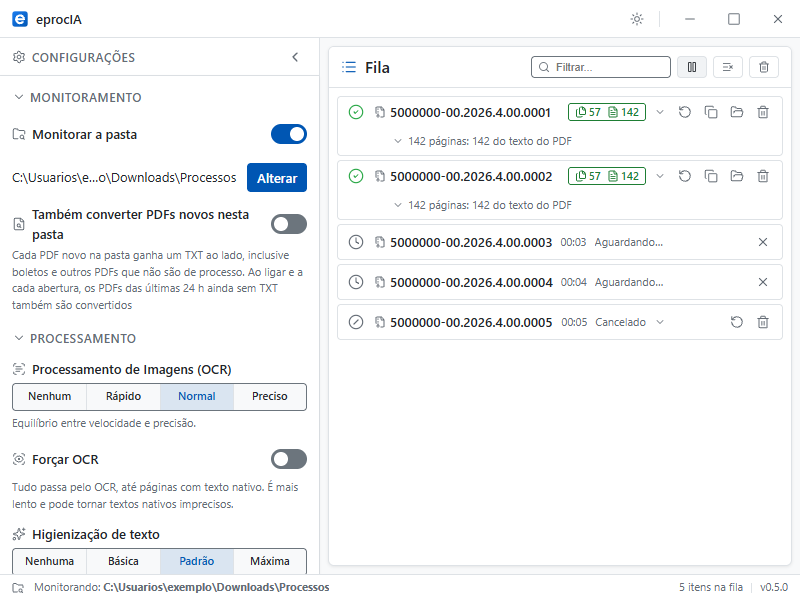 eprocIA
CONFIGURAÇÕES
MONITORAMENTO
Monitorar a pasta
C:\Usuarios\e...o\Downloads\Processos
Alterar
Também converter PDFs novos nesta
pasta
Cada PDF novo na pasta ganha um TXT ao lado, inclusive
boletos e outros PDFs que não são de processo. Ao ligar e a
cada abertura, os PDFs das últimas 24 h ainda sem TXT
também são convertidos
PROCESSAMENTO
Processamento de Imagens (OCR)
Nenhum Rápido Normal Preciso
Equilíbrio entre velocidade e precisão.
Forçar OCR
Tudo passa pelo OCR, até páginas com texto nativo. É mais
lento e pode tornar textos nativos imprecisos.
Higienização de texto
Nenhuma Básica Padrão Máxima
Fila
Filtrar...
5000000-00.2026.4.00.0001 57 142
142 páginas: 142 do texto do PDF
5000000-00.2026.4.00.0002 57 142
142 páginas: 142 do texto do PDF
5000000-00.2026.4.00.0003 00:03 Aguardando...
5000000-00.2026.4.00.0004 00:04 Aguardando...
5000000-00.2026.4.00.0005 00:05 Cancelado
Monitorando: C:\Usuarios\exemplo\Downloads\Processos
5 itens na fila v0.5.0